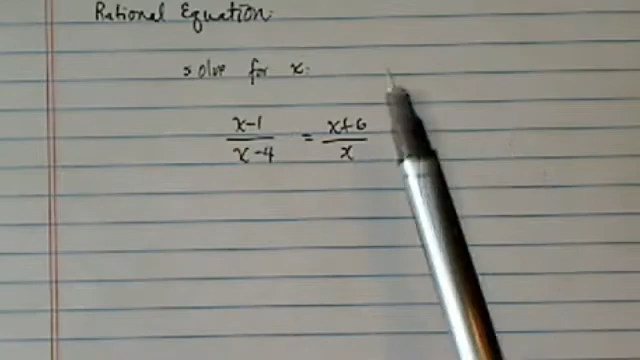 Rational Equation:
solve for x:
x-1 / x-4 = x+6 / x